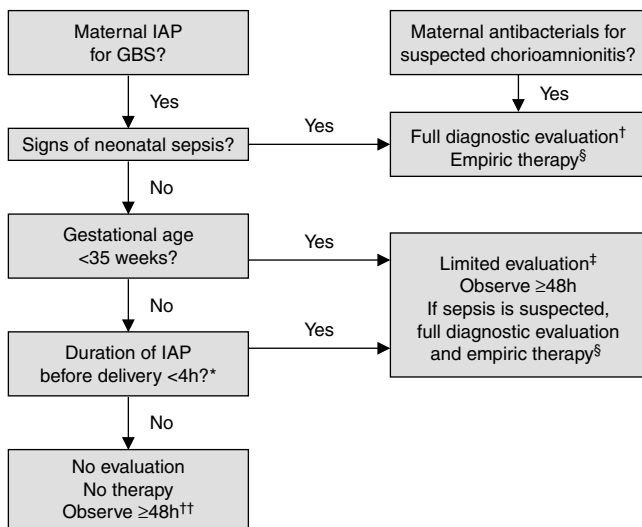 Maternal IAP
for GBS?
Maternal antibacterials for
suspected chorioamnionitis?
Yes
Yes
Signs of neonatal sepsis?
Yes
Full diagnostic evaluation†
Empiric therapy§
No
Gestational age
<35 weeks?
Yes
Limited evaluation‡
Observe ≥48h
If sepsis is suspected,
full diagnostic evaluation
and empiric therapy§
No
Duration of IAP
before delivery <4h?*
Yes
No
No evaluation
No therapy
Observe ≥48h††